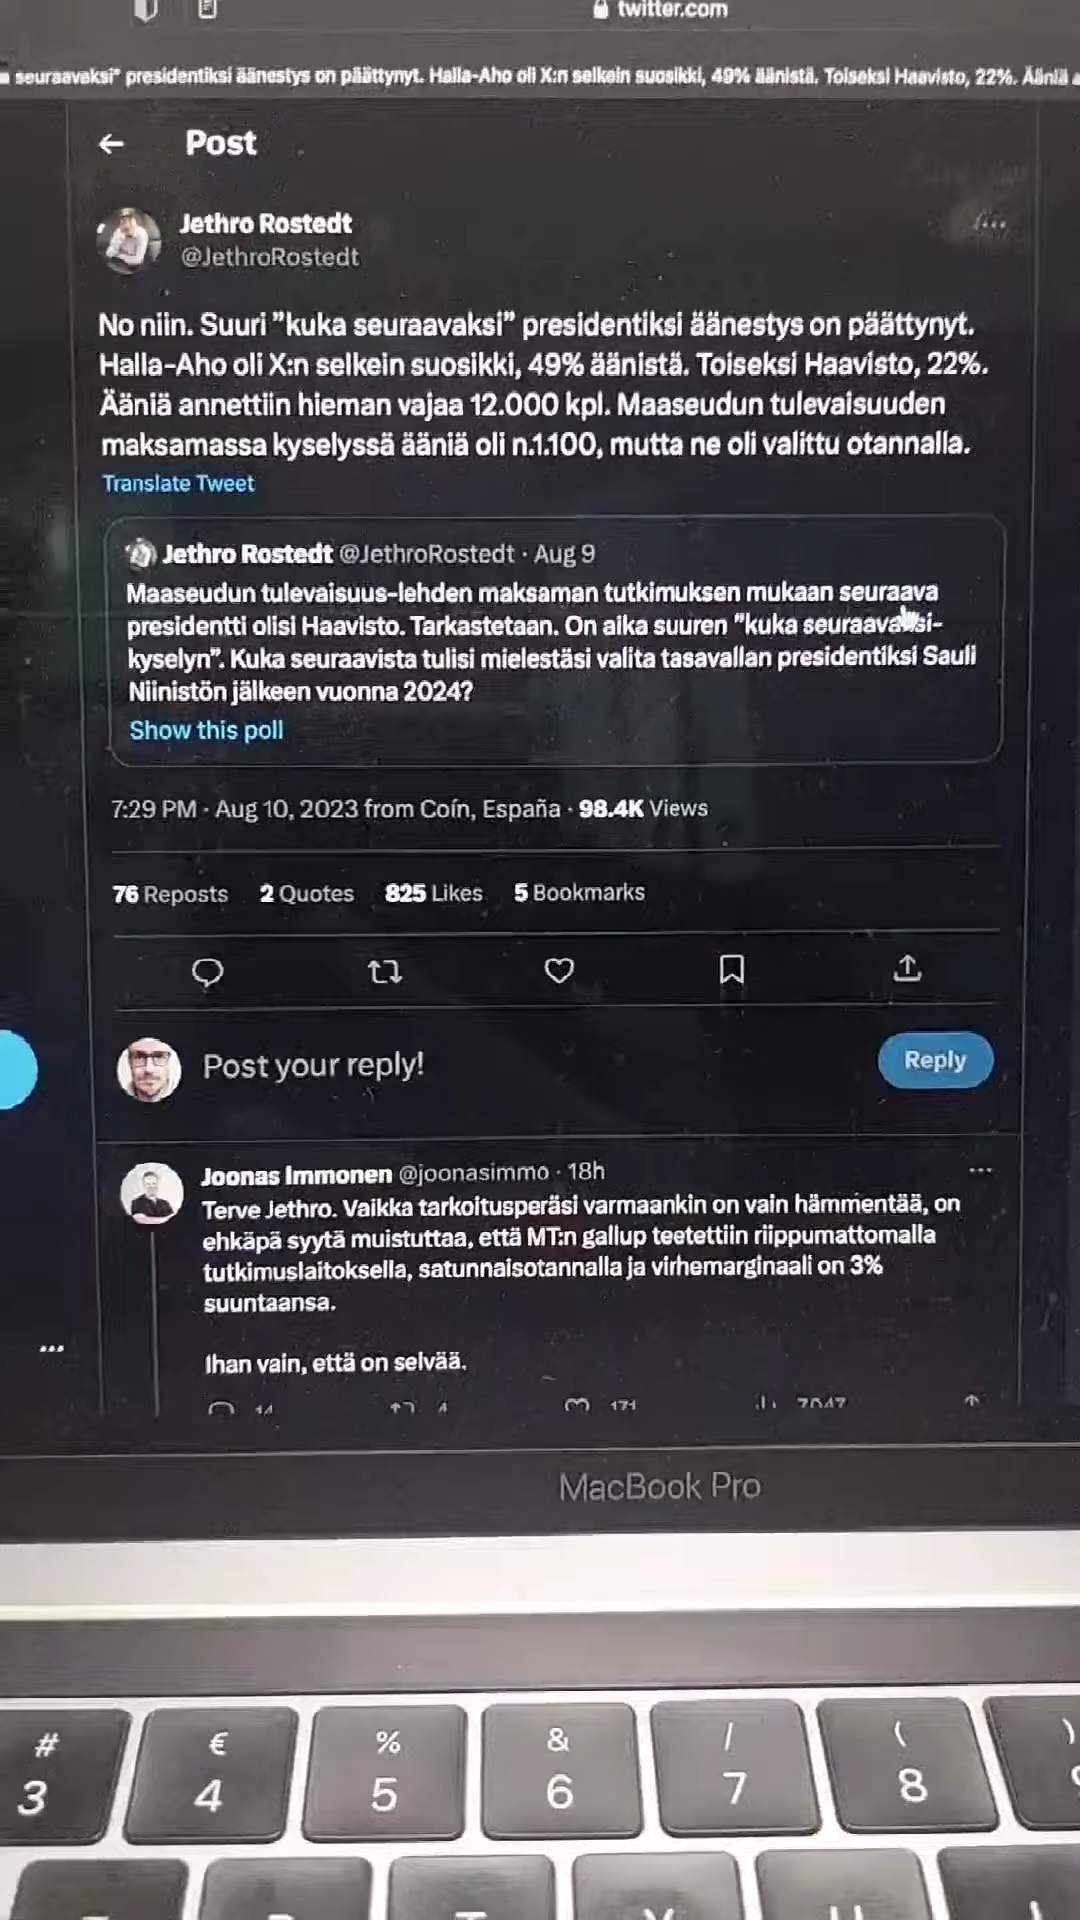 twitter.com
seuraavaksi" presidentiksi äänestys on päättynyt. Halla-Aho oli X:n selkein suosikki, 49% äänistä. Toiseksi Haavisto, 22%. Ääniä
Post
Jethro Rostedt
@JethroRostedt
No niin. Suuri "kuka seuraavaksi" presidentiksi äänestys on päättynyt.
Halla-Aho oli X:n selkein suosikki, 49% äänistä. Toiseksi Haavisto, 22%.
Ääniä annettiin hieman vajaa 12.000 kpl. Maaseudun tulevaisuuden
maksamassa kyselyssä ääniä oli n.1.100, mutta ne oli valittu otannalla.
Translate Tweet
Jethro Rostedt @JethroRostedt · Aug 9
Maaseudun tulevaisuus-lehden maksaman tutkimuksen mukaan seuraava
presidentti olisi Haavisto. Tarkastetaan. On aika suuren "kuka seuraavaksi-
kyselyn". Kuka seuraavista tulisi mielestäsi valita tasavallan presidentiksi Sauli
Niinistön jälkeen vuonna 2024?
Show this poll
7:29 PM · Aug 10, 2023 from Coín, España · 98.4K Views
76 Reposts 2 Quotes 825 Likes 5 Bookmarks
Post your reply!
Reply
Joonas Immonen @joonasimmo · 18h
Terve Jethro. Vaikka tarkoitusperäsi varmaankin on vain hämmentää, on
ehkäpä syytä muistuttaa, että MT:n gallup teetettiin riippumattomalla
tutkimuslaitoksella, satunnaisotannalla ja virhemarginaali on 3%
suuntaansa.
Ihan vain, että on selvää.
14 4 171 7047
MacBook Pro
# € % & / ( )
3 4 5 6 7 8